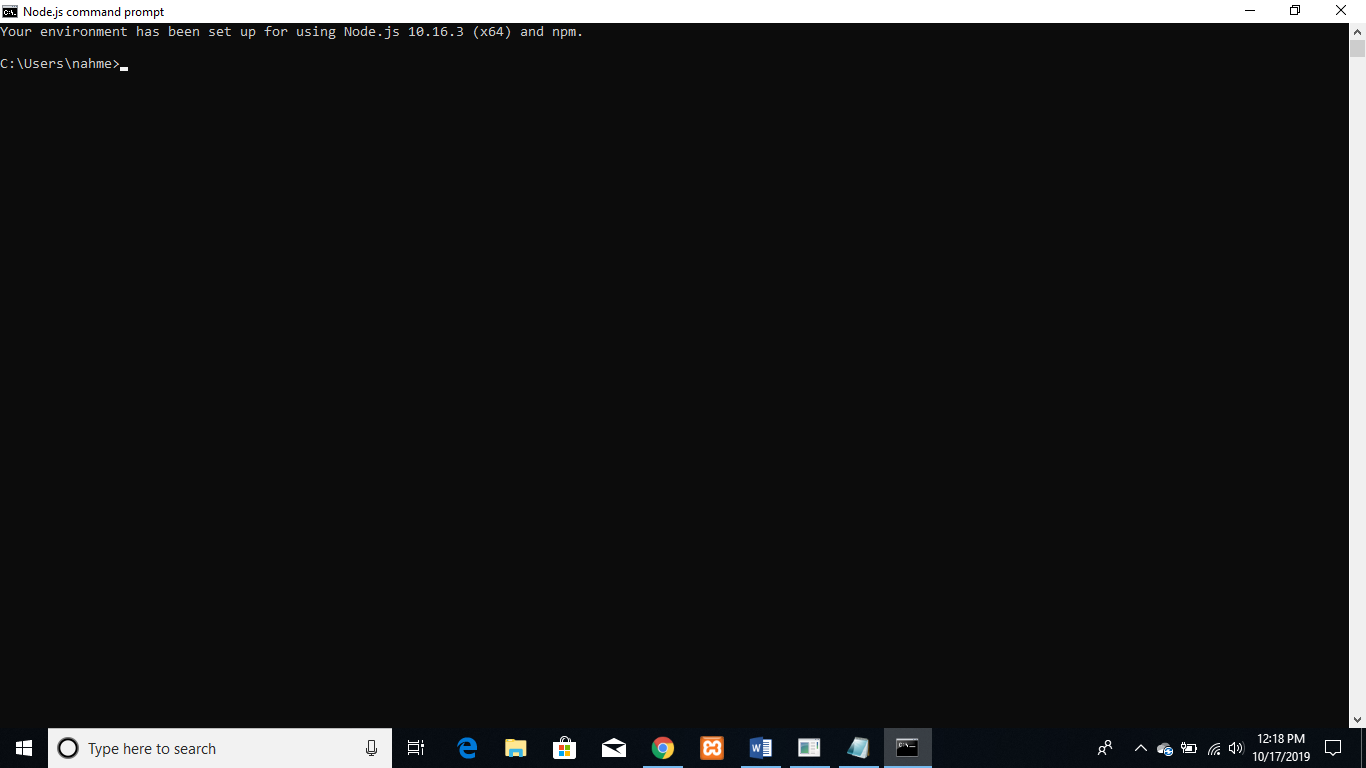 Node.js command prompt
Your environment has been set up for using Node.js 10.16.3 (x64) and npm.
C:\Users\nahme>
Type here to search
12:18 PM
10/17/2019